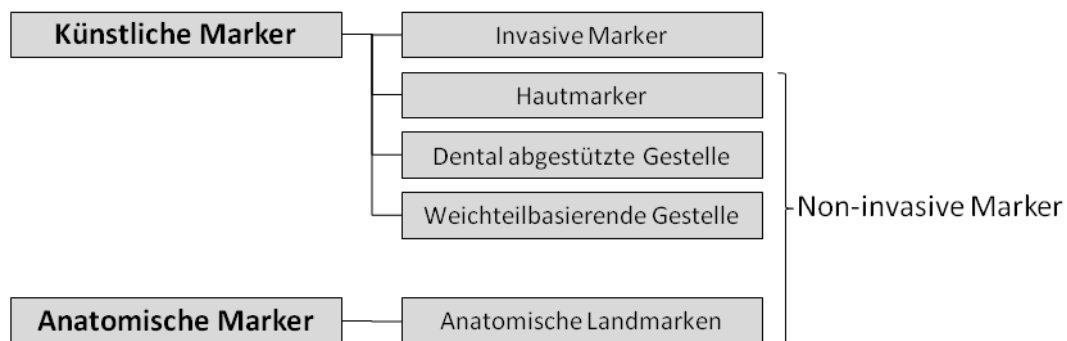 Künstliche Marker
Invasive Marker
Hautmarker
Dental abgestützte Gestelle
Weichteilbasierende Gestelle
Non-invasive Marker
Anatomische Marker
Anatomische Landmarken